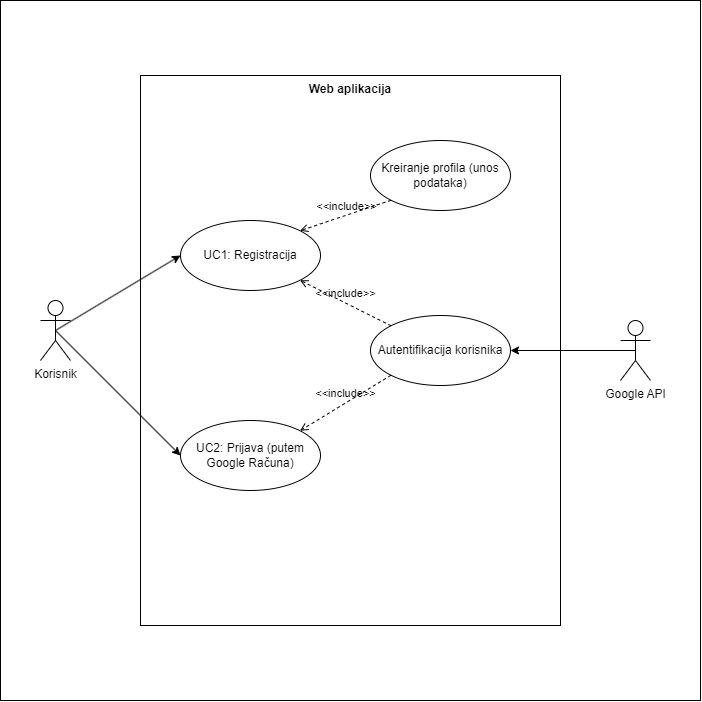 Web aplikacija
Kreiranje profila (unos
podataka)
<<include>>
UC1: Registracija
<<include>>
Autentifikacija korisnika
Korisnik
Google API
<<include>>
UC2: Prijava (putem
Google Računa)